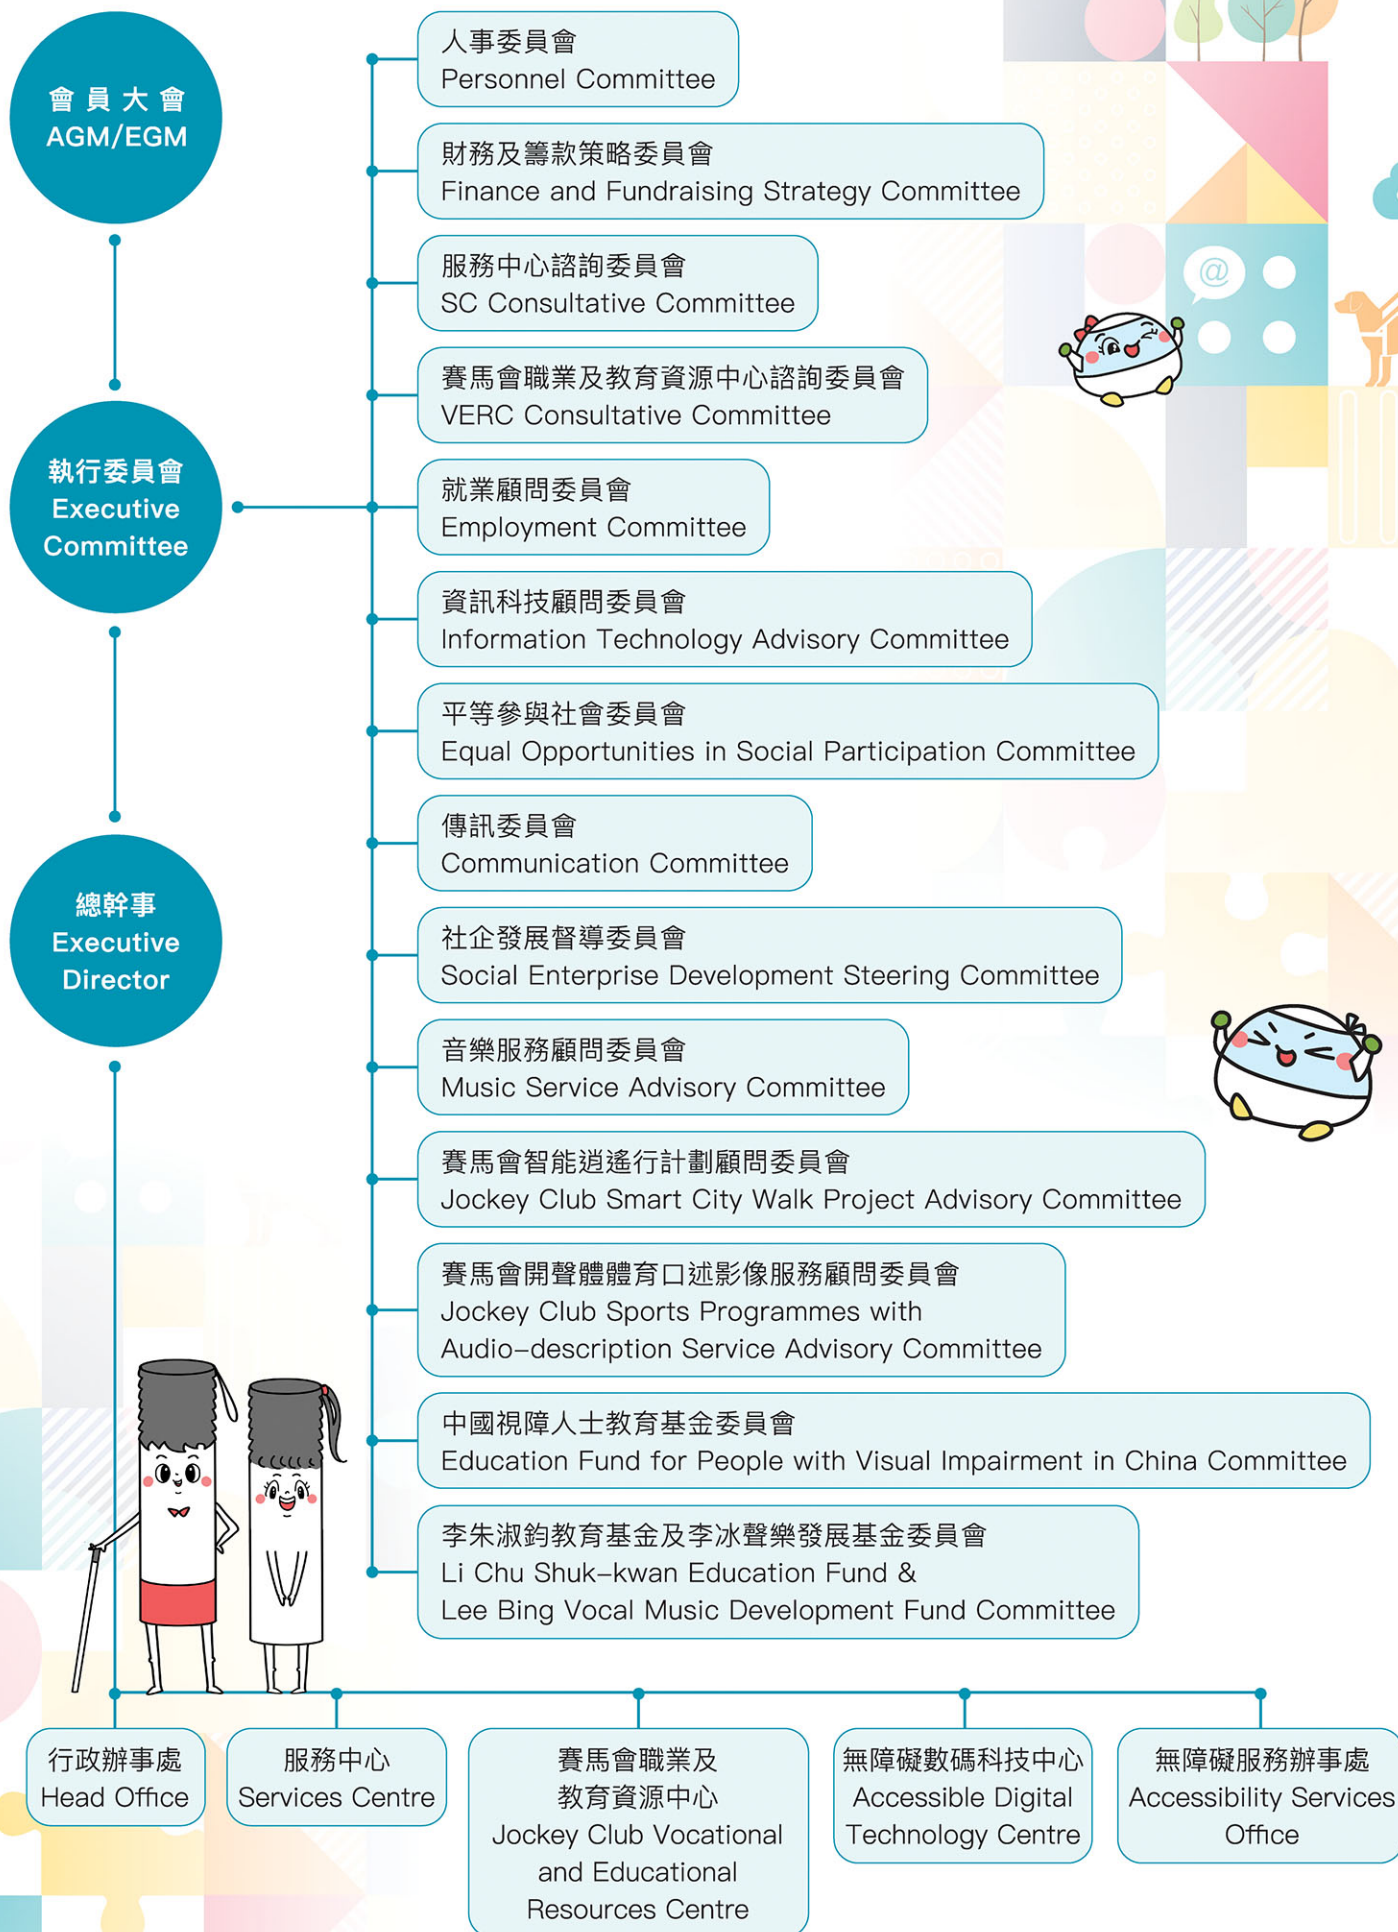 會員大會
AGM/EGM
執行委員會
Executive
Committee
總幹事
Executive
Director
人事委員會
Personnel Committee
財務及籌款策略委員會
Finance and Fundraising Strategy Committee
服務中心諮詢委員會
SC Consultative Committee
賽馬會職業及教育資源中心諮詢委員會
VERC Consultative Committee
就業顧問委員會
Employment Committee
資訊科技顧問委員會
Information Technology Advisory Committee
平等參與社會委員會
Equal Opportunities in Social Participation Committee
傳訊委員會
Communication Committee
社企發展督導委員會
Social Enterprise Development Steering Committee
音樂服務顧問委員會
Music Service Advisory Committee
賽馬會智能逍遙行計劃顧問委員會
Jockey Club Smart City Walk Project Advisory Committee
賽馬會開聲體體育口述影像服務顧問委員會
Jockey Club Sports Programmes with
Audio-description Service Advisory Committee
中國視障人士教育基金委員會
Education Fund for People with Visual Impairment in China Committee
李朱淑鈞教育基金及李冰聲樂發展基金委員會
Li Chu Shuk-kwan Education Fund &
Lee Bing Vocal Music Development Fund Committee
@
行政辦事處
Head Office
服務中心
Services Centre
賽馬會職業及
教育資源中心
Jockey Club Vocational
and Educational
Resources Centre
無障礙數碼科技中心
Accessible Digital
Technology Centre
無障礙服務辦事處
Accessibility Services
Office